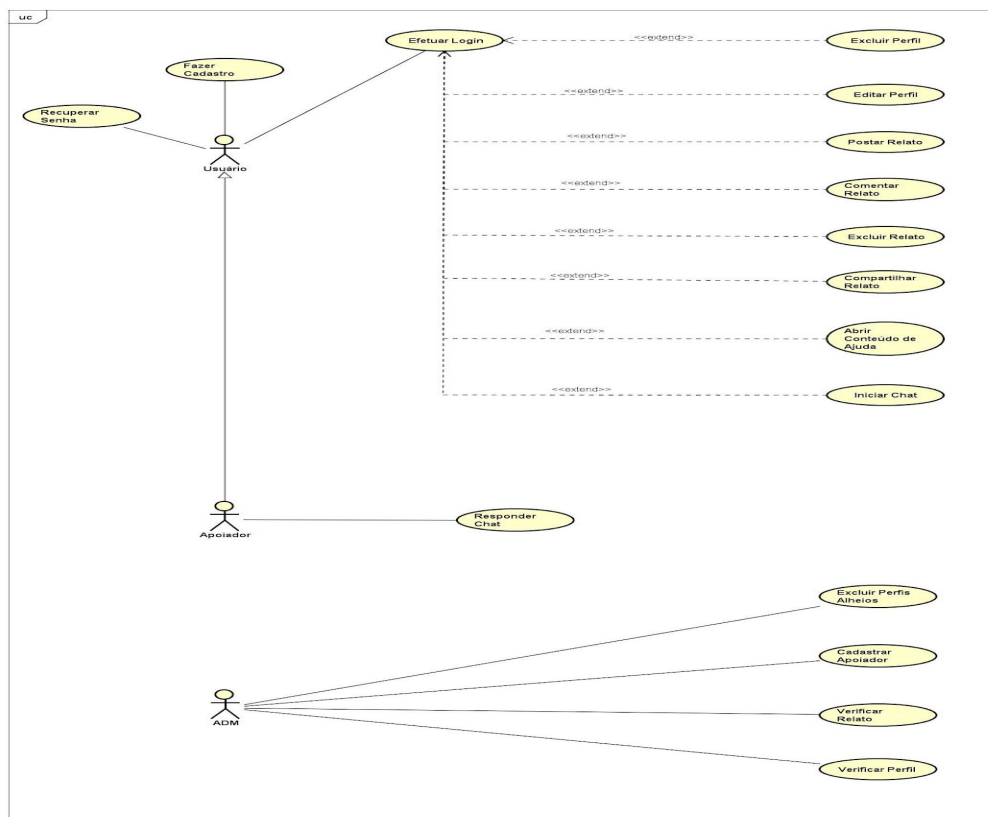 uc
Efetuar Login
<<extend>>
Excluir Perfil
Fazer
Cadastro
<<extend>>
Editar Perfil
Recuperar
Senha
<<extend>>
Postar Relato
Usuário
<<extend>>
Comentar
Relato
<<extend>>
Excluir Relato
<<extend>>
Compartilhar
Relato
<<extend>>
Abrir
Conteúdo de
Ajuda
<<extend>>
Iniciar Chat
Apoiador
Responder
Chat
Excluir Perfis
Alheios
Cadastrar
Apoiador
ADM
Verificar
Relato
Verificar Perfil